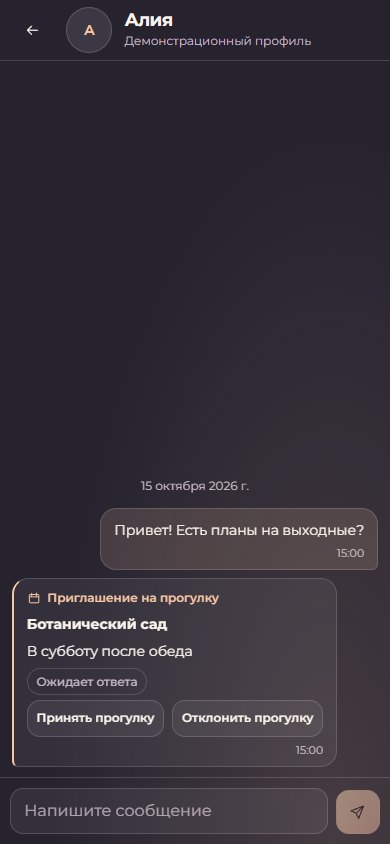 Алия
А
Демонстрационный профиль
15 октября 2026 г.
Привет! Есть планы на выходные?
15:00
Приглашение на прогулку
Ботанический сад
В субботу после обеда
Ожидает ответа
Принять прогулку
Отклонить прогулку
15:00
Напишите сообщение